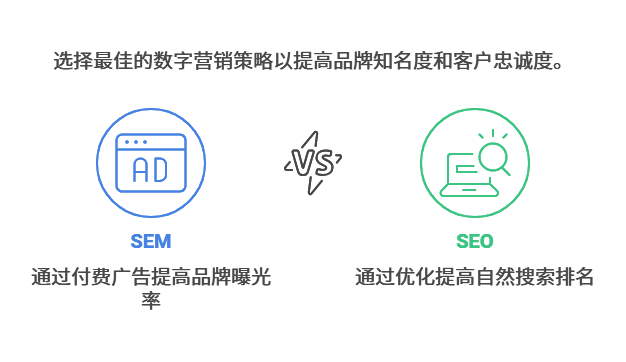 选择最佳的数字营销策略以提高品牌知名度和客户忠诚度。
AD
VS
SEM
SEO
通过付费广告提高品牌曝光
率
通过优化提高自然搜索排名